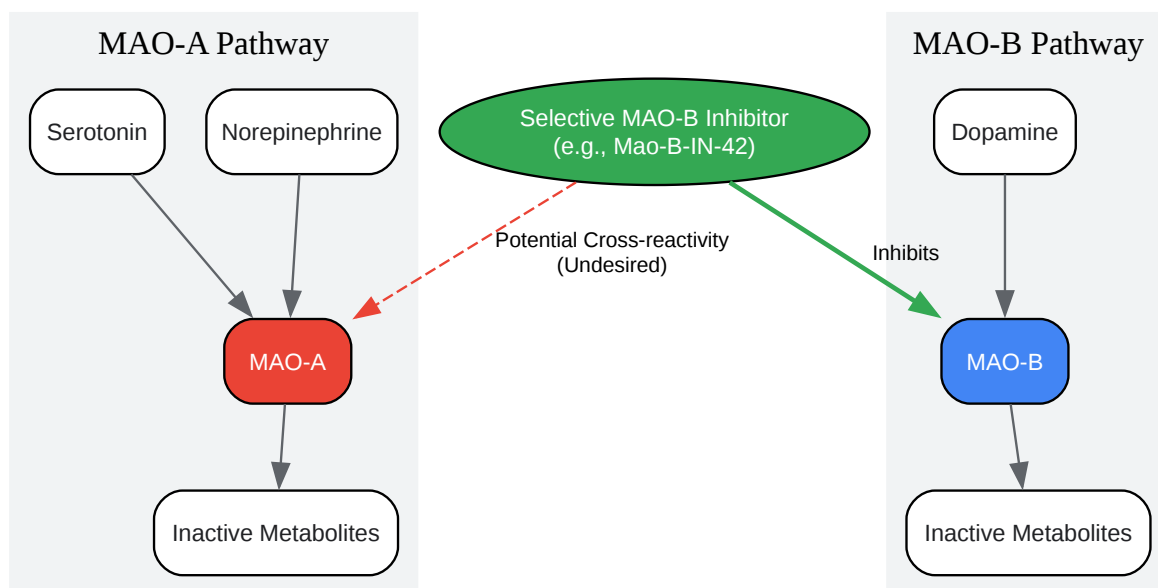 MAO-A Pathway
MAO-B Pathway
Serotonin
Norepinephrine
Selective MAO-B Inhibitor
(e.g., Mao-B-IN-42)
Dopamine
Potential Cross-reactivity
(Undesired)
Inhibits
MAO-A
MAO-B
Inactive Metabolites
Inactive Metabolites